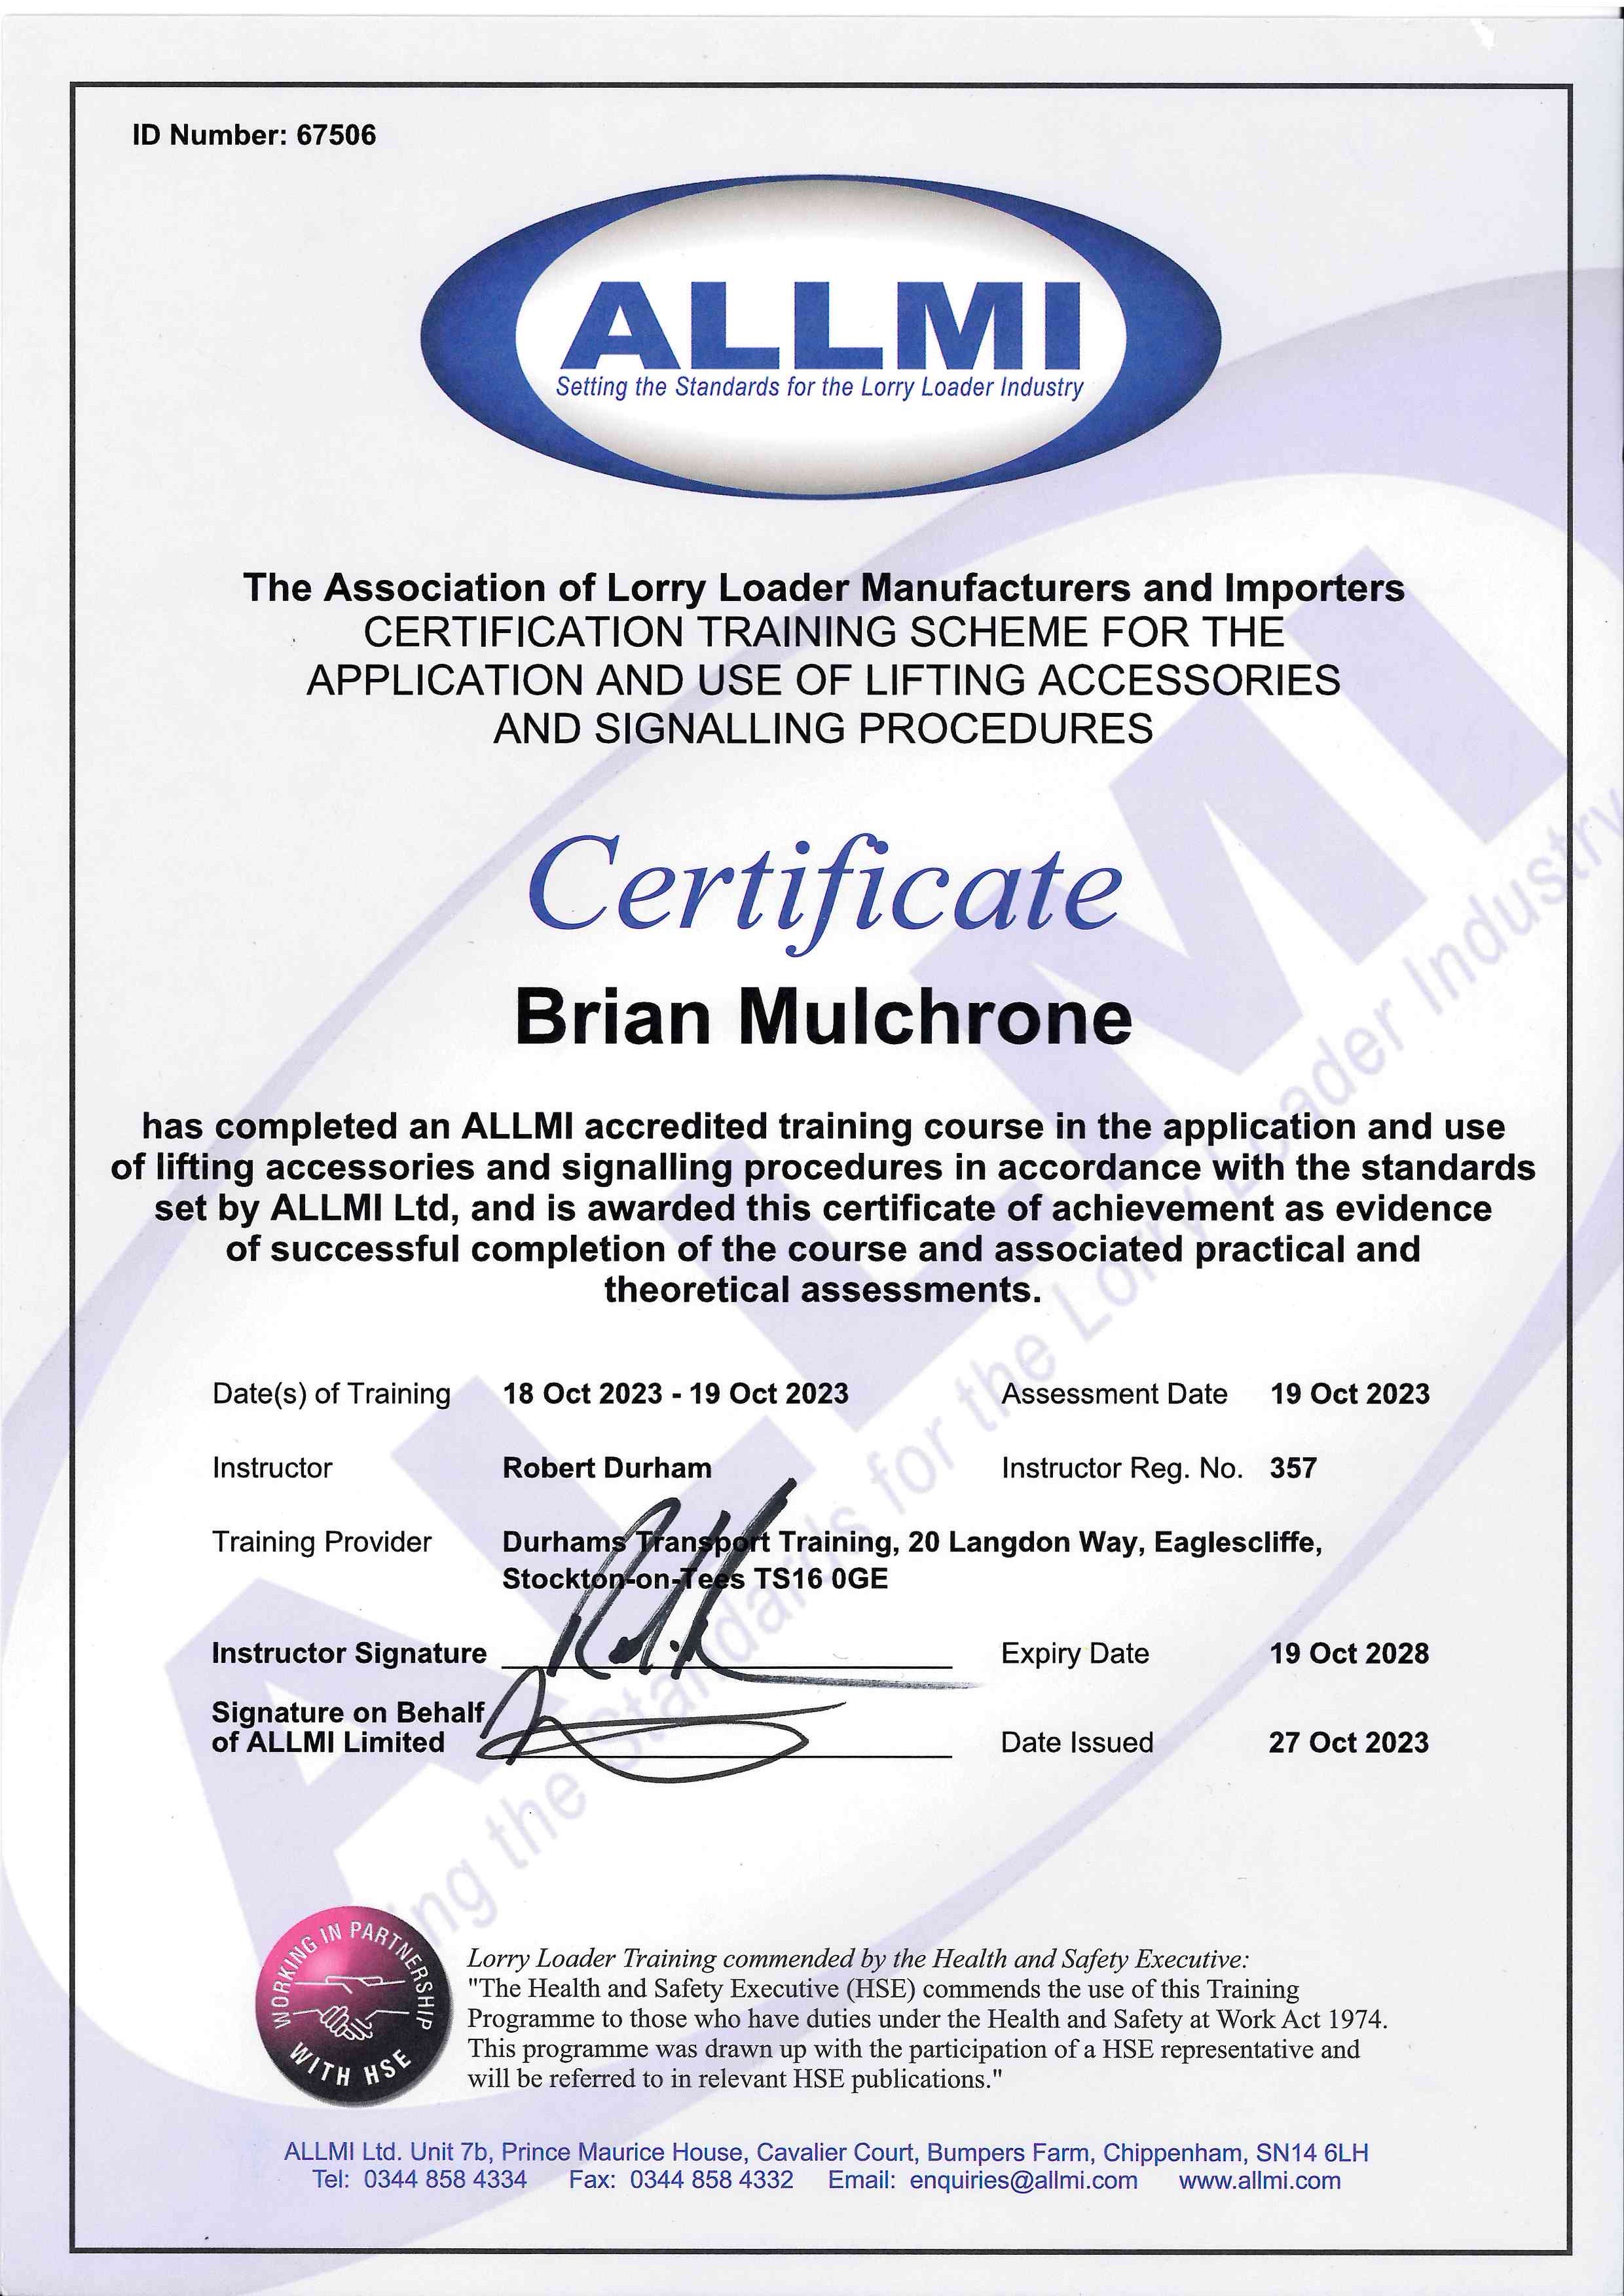 ID Number: 67506
ALLMI
Setting the Standards for the Lorry Loader Industry
The Association of Lorry Loader Manufacturers and Importers
CERTIFICATION TRAINING SCHEME FOR THE
APPLICATION AND USE OF LIFTING ACCESSORIES
AND SIGNALLING PROCEDURES
Certificate
Brian Mulchrone
has completed an ALLMI accredited training course in the application and use
of lifting accessories and signalling procedures in accordance with the standards
set by ALLMI Ltd, and is awarded this certificate of achievement as evidence
of successful completion of the course and associated practical and
theoretical assessments.
Date(s) of Training 18 Oct 2023 - 19 Oct 2023 Assessment Date 19 Oct 2023
Instructor Robert Durham Instructor Reg. No. 357
Training Provider Durhams Transport Training, 20 Langdon Way, Eaglescliffe,
Stockton-on-Tees TS16 0GE
Instructor Signature Expiry Date 19 Oct 2028
Signature on Behalf
of ALLMI Limited Date Issued 27 Oct 2023
WORKING IN PARTNERSHIP
WITH HSE
Lorry Loader Training commended by the Health and Safety Executive:
"The Health and Safety Executive (HSE) commends the use of this Training
Programme to those who have duties under the Health and Safety at Work Act 1974.
This programme was drawn up with the participation of a HSE representative and
will be referred to in relevant HSE publications."
ALLMI Ltd. Unit 7b, Prince Maurice House, Cavalier Court, Bumpers Farm, Chippenham, SN14 6LH
Tel: 0344 858 4334 Fax: 0344 858 4332 Email: enquiries@allmi.com www.allmi.com
ALLMI
ing the Standards for the Lorry Loader Industry